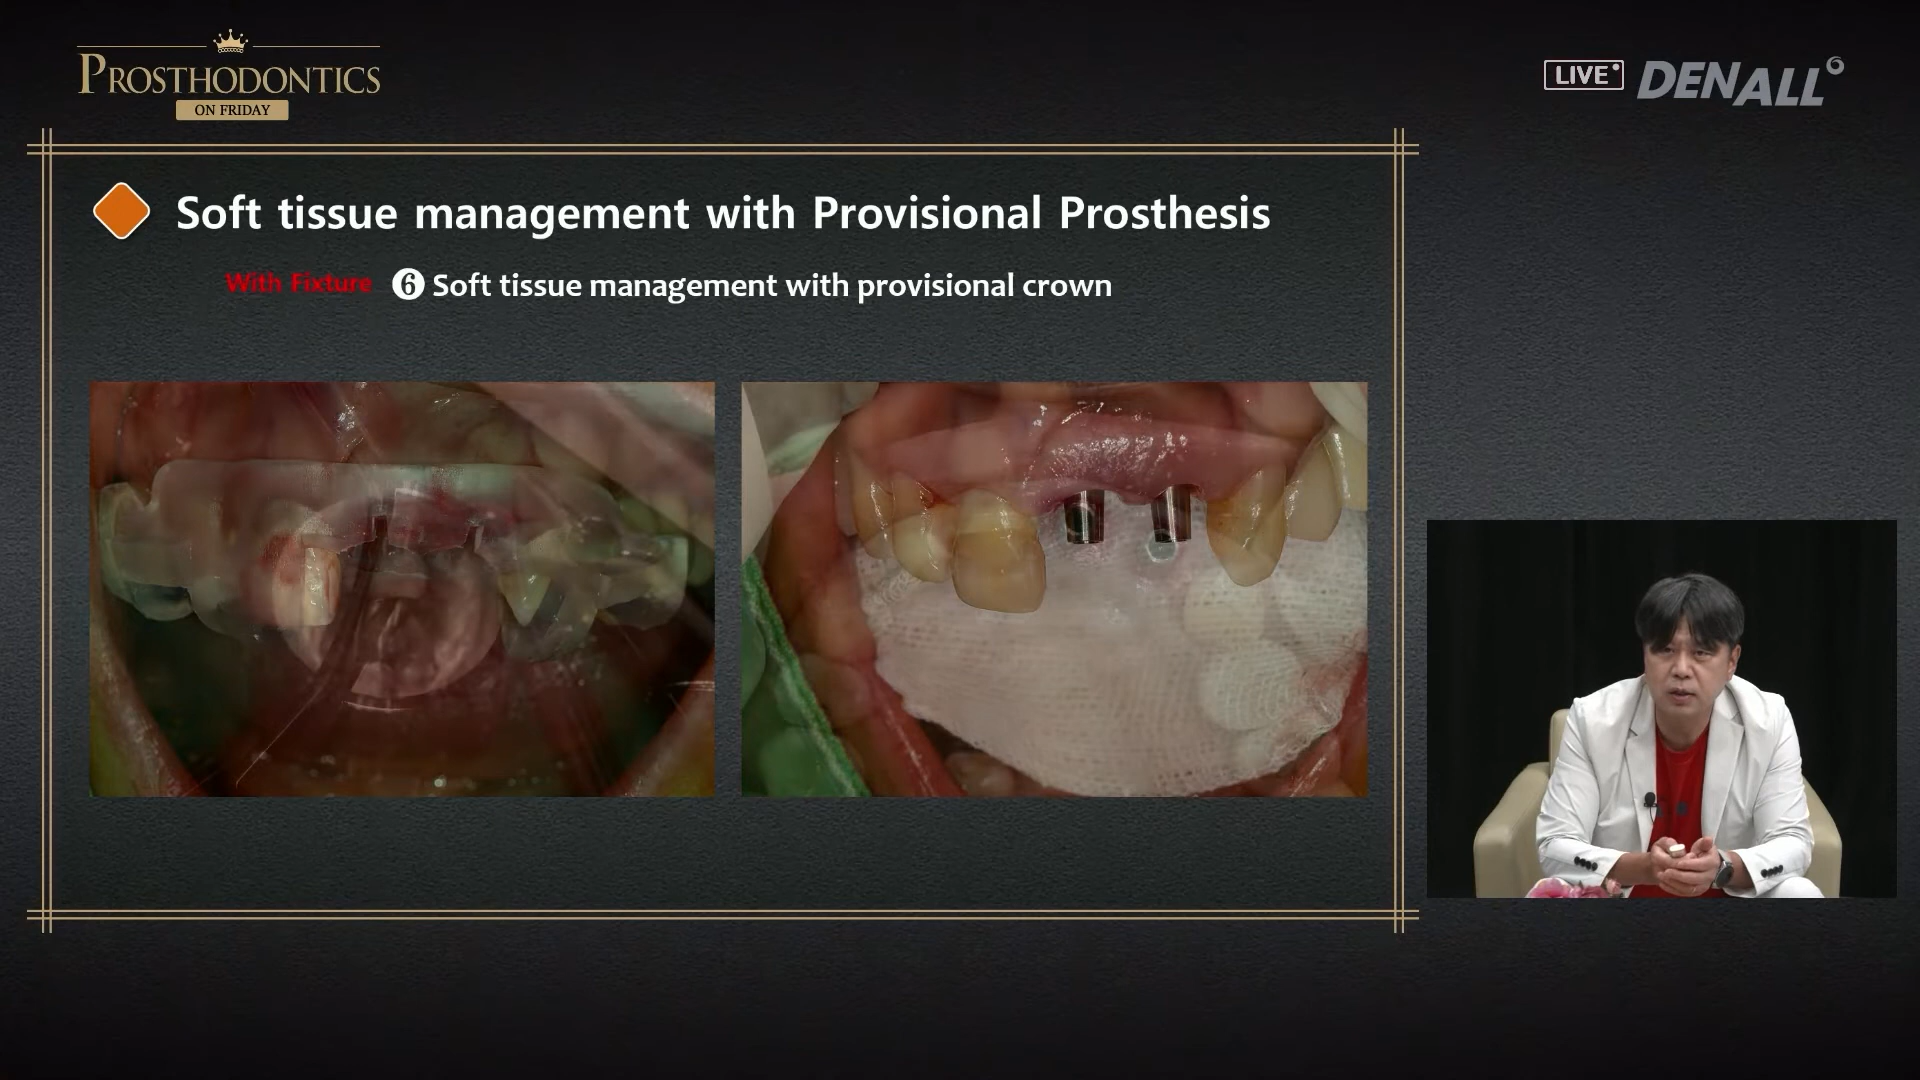 PROSTHODONTICS
ON FRIDAY
LIVE
DENALL
Soft tissue management with Provisional Prosthesis
With Fixture ❻ Soft tissue management with provisional crown